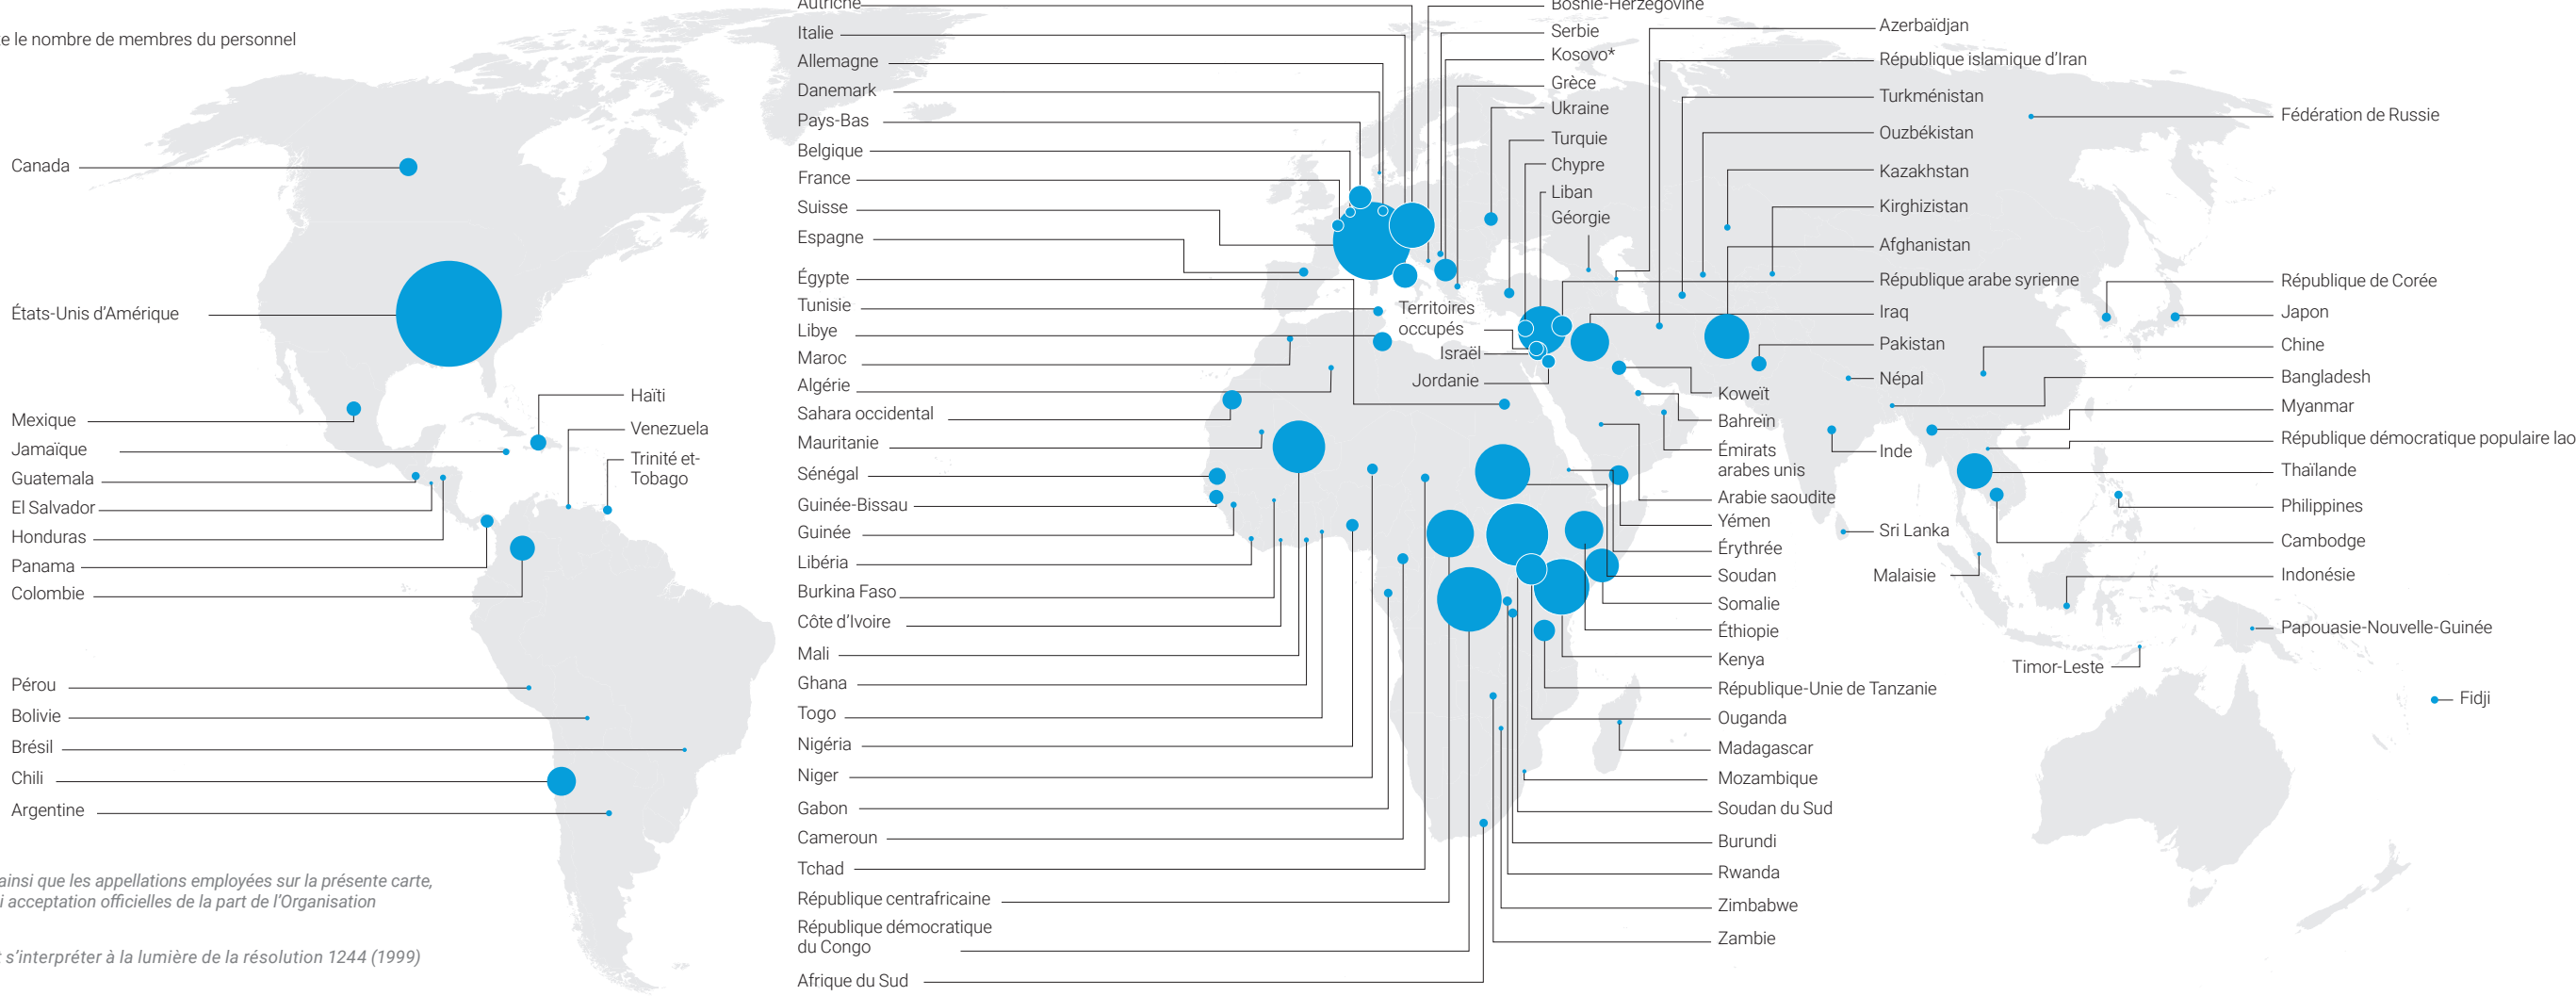 le nombre de membres du personnel
Canada
États-Unis d’Amérique
Mexique
Jamaïque
Guatemala
El Salvador
Honduras
Panama
Colombie
Pérou
Bolivie
Brésil
Chili
Argentine
Haïti
Venezuela
Trinité et-
Tobago
ainsi que les appellations employées sur la présente carte,
acceptation officielles de la part de l’Organisation
s’interpréter à la lumière de la résolution 1244 (1999)
Autriche
Italie
Allemagne
Danemark
Pays-Bas
Belgique
France
Suisse
Espagne
Égypte
Tunisie
Libye
Maroc
Algérie
Sahara occidental
Mauritanie
Sénégal
Guinée-Bissau
Guinée
Libéria
Burkina Faso
Côte d’Ivoire
Mali
Ghana
Togo
Nigéria
Niger
Gabon
Cameroun
Tchad
République centrafricaine
République démocratique
du Congo
Afrique du Sud
Bosnie-Herzégovine
Serbie
Kosovo*
Grèce
Ukraine
Turquie
Chypre
Liban
Géorgie
Territoires
occupés
Israël
Jordanie
Koweït
Bahreïn
Émirats
arabes unis
Arabie saoudite
Yémen
Érythrée
Soudan
Somalie
Éthiopie
Kenya
République-Unie de Tanzanie
Ouganda
Madagascar
Mozambique
Soudan du Sud
Burundi
Rwanda
Zimbabwe
Zambie
Azerbaïdjan
République islamique d’Iran
Turkménistan
Ouzbékistan
Kazakhstan
Kirghizistan
Afghanistan
République arabe syrienne
Iraq
Pakistan
Népal
Inde
Sri Lanka
Malaisie
Timor-Leste
Fédération de Russie
République de Corée
Japon
Chine
Bangladesh
Myanmar
République démocratique populaire lao
Thaïlande
Philippines
Cambodge
Indonésie
Papouasie-Nouvelle-Guinée
Fidji